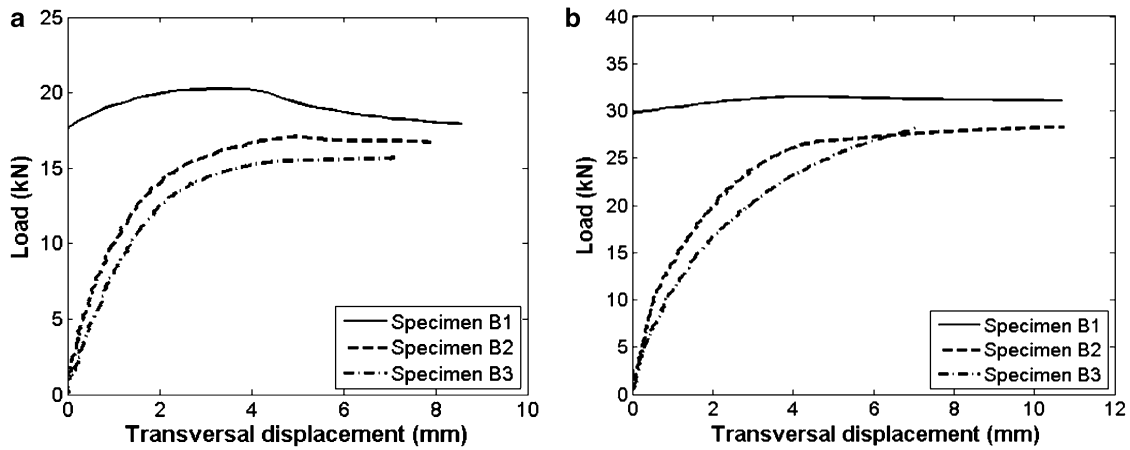 a
25
20
15
10
5
0
Load (kN)
0 2 4 6 8 10
Transversal displacement (mm)
Specimen B1
Specimen B2
Specimen B3
b
40
35
30
25
20
15
10
5
0
Load (kN)
0 2 4 6 8 10 12
Transversal displacement (mm)
Specimen B1
Specimen B2
Specimen B3